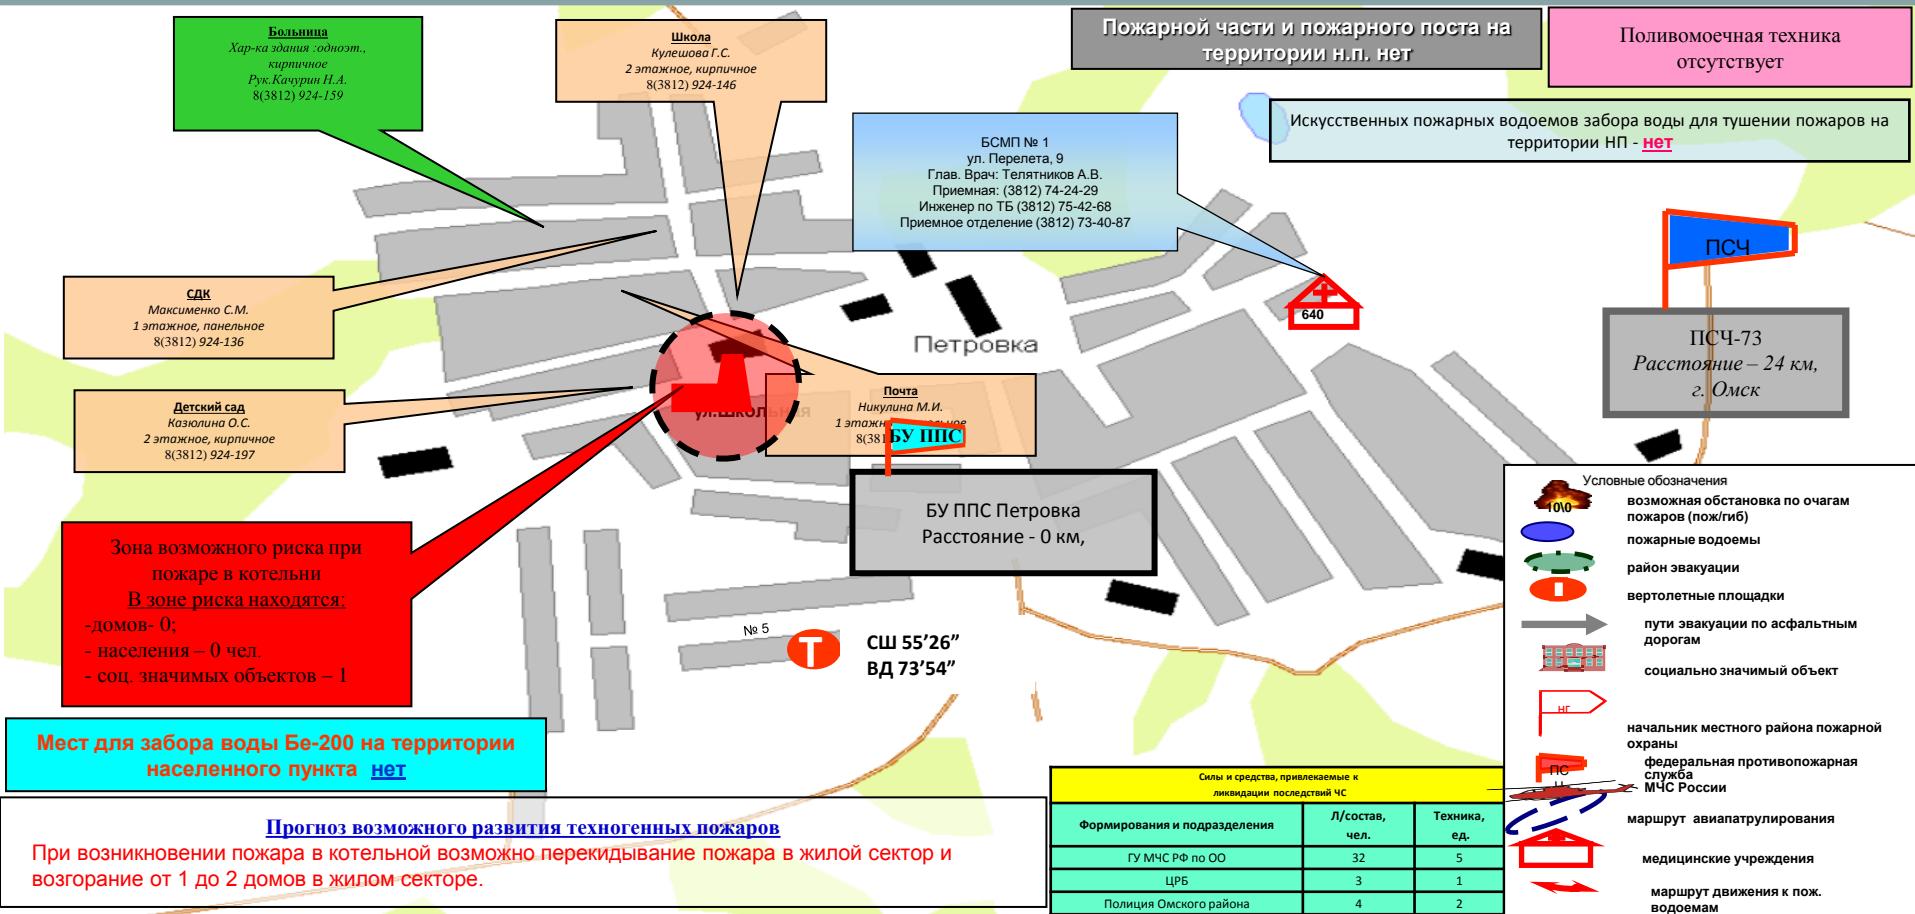 Больница
Хар-ка здания :одноэт.,
кирпичное
Рук.Качурин Н.А.
8(3812) 924-159
Школа
Кулешова Г.С.
2 этажное, кирпичное
8(3812) 924-146
Пожарной части и пожарного поста на
территории н.п. нет
Поливомоечная техника
отсутствует
Искусственных пожарных водоемов забора воды для тушении пожаров на
территории НП - нет
БСМП № 1
ул. Перелета, 9
Глав. Врач: Телятников А.В.
Приемная: (3812) 74-24-29
Инженер по ТБ (3812) 75-42-68
Приемное отделение (3812) 73-40-87
ПСЧ
ПСЧ-73
Расстояние – 24 км,
г. Омск
640
Петровка
СДК
Максименко С.М.
1 этажное, панельное
8(3812) 924-136
Детский сад
Казюлина О.С.
2 этажное, кирпичное
8(3812) 924-197
ул.Школьная
Почта
Никулина М.И.
1 этажн
8(381
БУ ППС
БУ ППС Петровка
Расстояние - 0 км,
Зона возможного риска при
пожаре в котельни
В зоне риска находятся:
-домов- 0;
- населения – 0 чел.
- соц. значимых объектов – 1
№ 5
Т
СШ 55’26”
ВД 73’54”
Мест для забора воды Бе-200 на территории
населенного пункта нет
Прогноз возможного развития техногенных пожаров
При возникновении пожара в котельной возможно перекидывание пожара в жилой сектор и
возгорание от 1 до 2 домов в жилом секторе.
Силы и средства, привлекаемые к
ликвидации последствий ЧС
Формирования и подразделения Л/состав, чел. Техника, ед.
ГУ МЧС РФ по ОО 32 5
ЦРБ 3 1
Полиция Омского района 4 2
Условные обозначения
10\0
возможная обстановка по очагам
пожаров (пож/гиб)
пожарные водоемы
район эвакуации
вертолетные площадки
пути эвакуации по асфальтным
дорогам
социально значимый объект
НГ
начальник местного района пожарной
охраны
ПС
федеральная противопожарная
служба
МЧС России
маршрут авиапатрулирования
медицинские учреждения
маршрут движения к пож.
водоемам